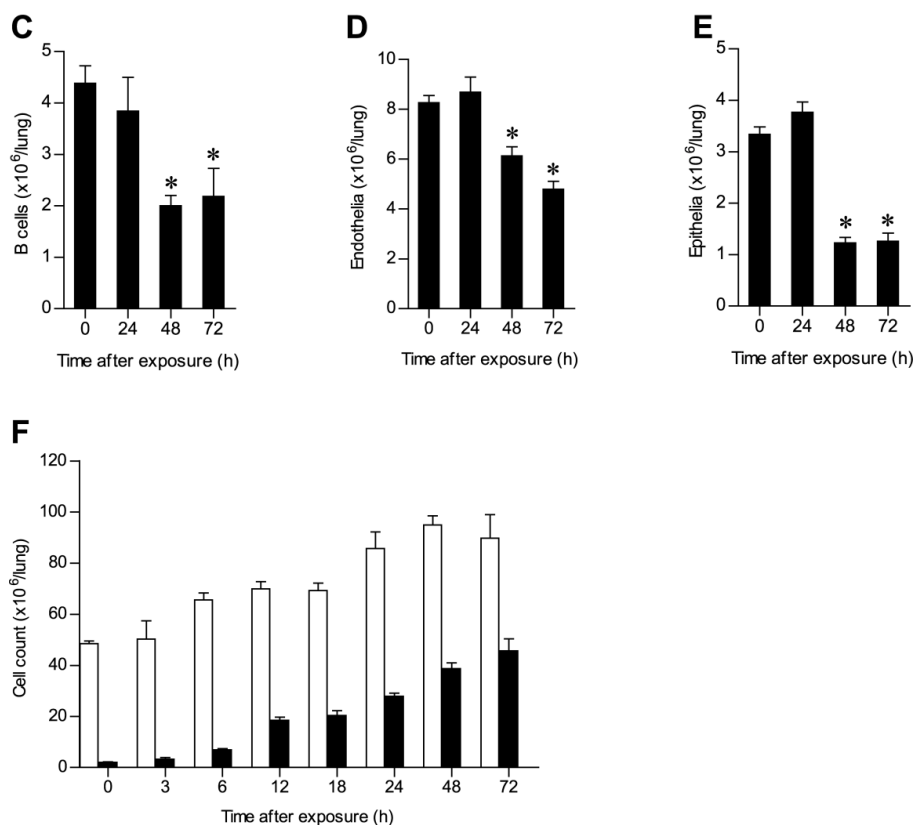 C
B cells (x10⁶/lung)
5
4
3
2
1
0
*
*
0 24 48 72
Time after exposure (h)
D
Endothelia (x10⁶/lung)
10
8
6
4
2
0
*
*
0 24 48 72
Time after exposure (h)
E
Epithelia (x10⁶/lung)
5
4
3
2
1
0
*
*
0 24 48 72
Time after exposure (h)
F
Cell count (x10⁶/lung)
120
100
80
60
40
20
0
0 3 6 12 18 24 48 72
Time after exposure (h)